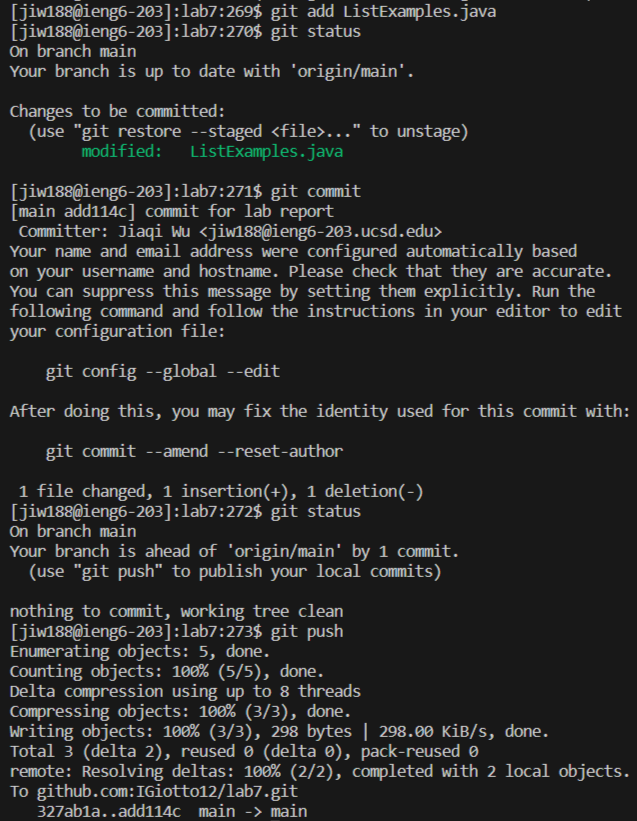 [jiw188@ieng6-203]:lab7:269$ git add ListExamples.java
[jiw188@ieng6-203]:lab7:270$ git status
On branch main
Your branch is up to date with 'origin/main'.

Changes to be committed:
  (use "git restore --staged <file>..." to unstage)
        modified:   ListExamples.java

[jiw188@ieng6-203]:lab7:271$ git commit
[main add114c] commit for lab report
 Committer: Jiaqi Wu <jiw188@ieng6-203.ucsd.edu>
Your name and email address were configured automatically based
on your username and hostname. Please check that they are accurate.
You can suppress this message by setting them explicitly. Run the
following command and follow the instructions in your editor to edit
your configuration file:

    git config --global --edit

After doing this, you may fix the identity used for this commit with:

    git commit --amend --reset-author

 1 file changed, 1 insertion(+), 1 deletion(-)
[jiw188@ieng6-203]:lab7:272$ git status
On branch main
Your branch is ahead of 'origin/main' by 1 commit.
  (use "git push" to publish your local commits)

nothing to commit, working tree clean
[jiw188@ieng6-203]:lab7:273$ git push
Enumerating objects: 5, done.
Counting objects: 100% (5/5), done.
Delta compression using up to 8 threads
Compressing objects: 100% (3/3), done.
Writing objects: 100% (3/3), 298 bytes | 298.00 KiB/s, done.
Total 3 (delta 2), reused 0 (delta 0), pack-reused 0
remote: Resolving deltas: 100% (2/2), completed with 2 local objects.
To github.com:IGiotto12/lab7.git
   327ab1a..add114c  main -> main